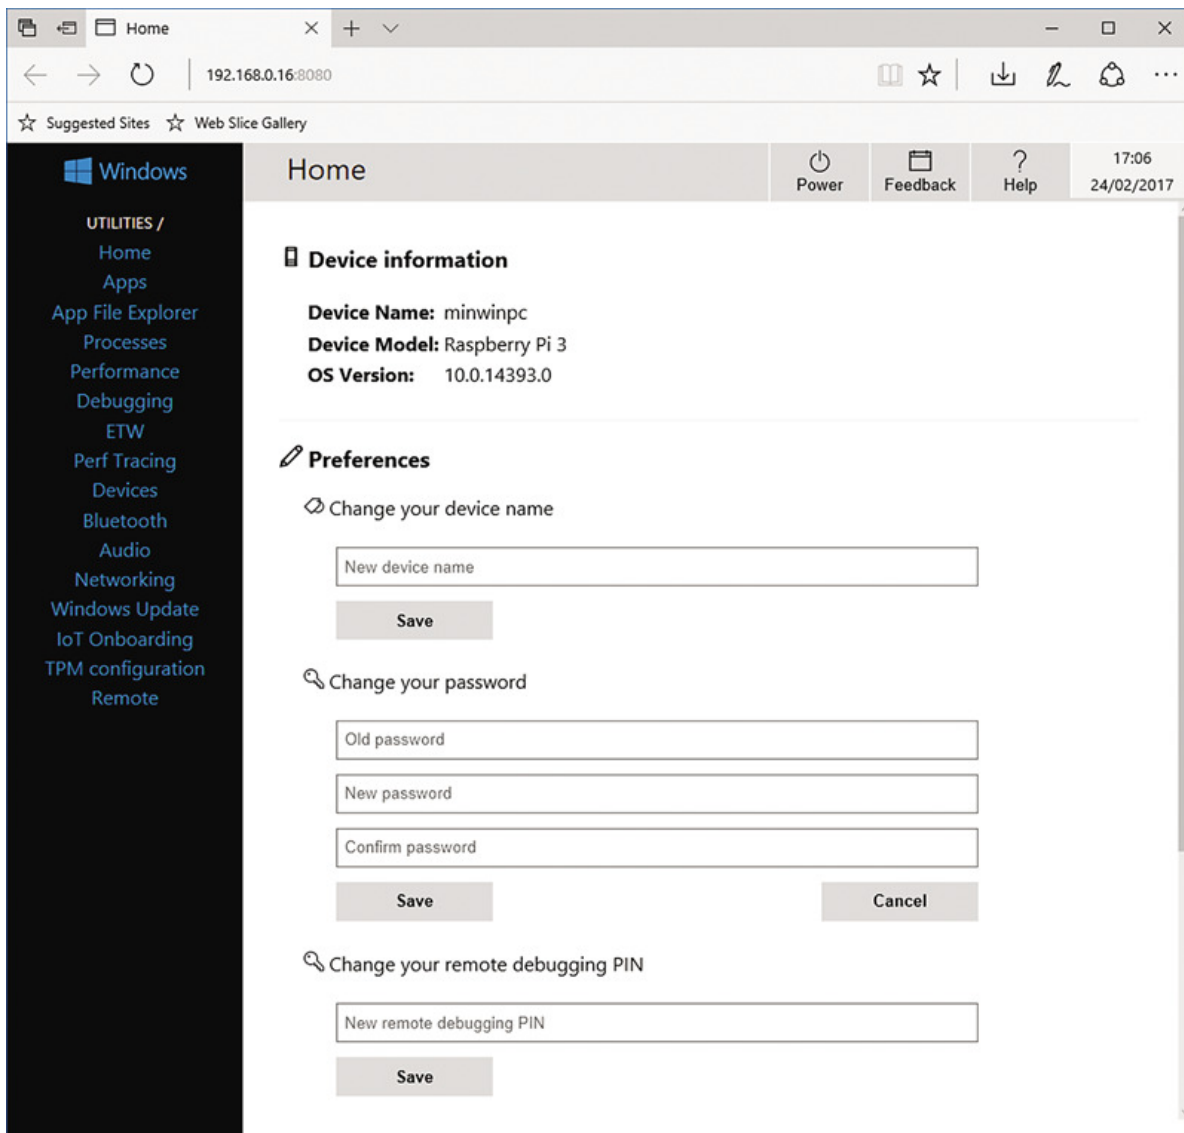 Home
192.168.0.16:8080
Suggested Sites Web Slice Gallery
Windows
UTILITIES /
Home
Apps
App File Explorer
Processes
Performance
Debugging
ETW
Perf Tracing
Devices
Bluetooth
Audio
Networking
Windows Update
IoT Onboarding
TPM configuration
Remote
Home
Power
Feedback
Help
17:06
24/02/2017
Device information
Device Name: minwinpc
Device Model: Raspberry Pi 3
OS Version: 10.0.14393.0
Preferences
Change your device name
New device name
Save
Change your password
Old password
New password
Confirm password
Save Cancel
Change your remote debugging PIN
New remote debugging PIN
Save